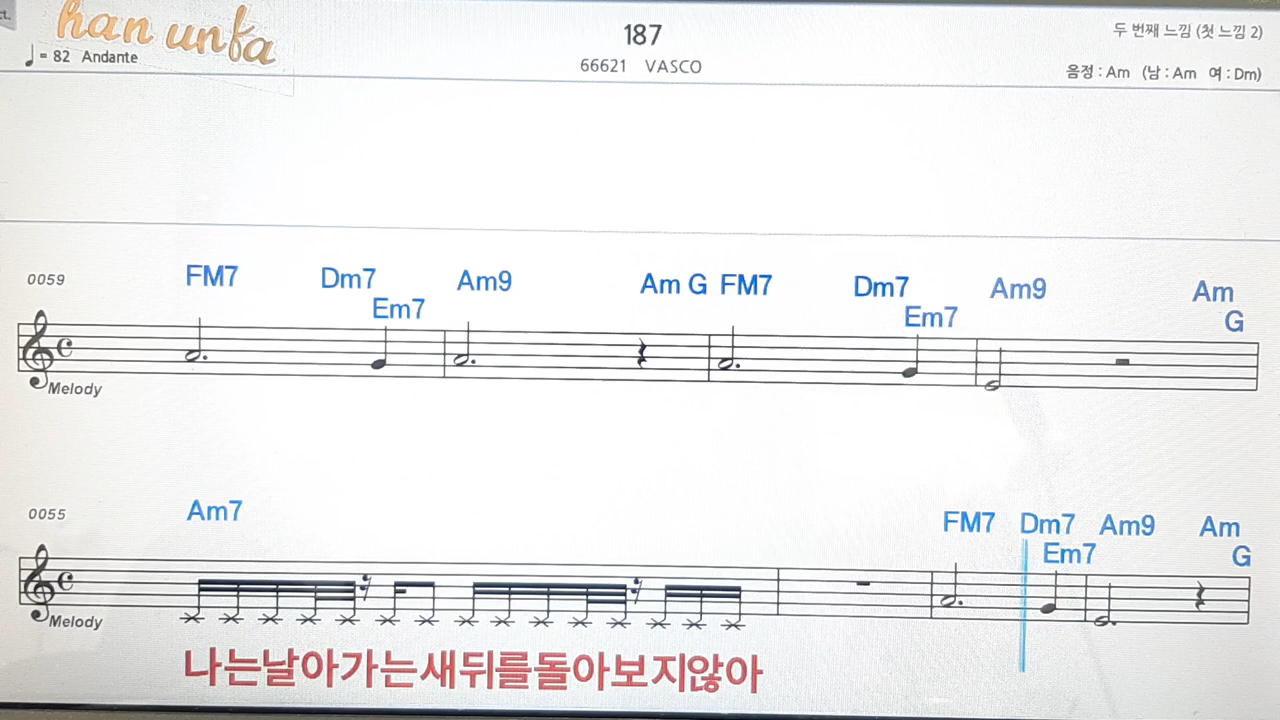 han unfa
187
두 번째 느낌 (첫 느낌 2)
♩ = 82 Andante
66621 VASCO
음정 : Am (남 : Am 여 : Dm)
0059
FM7 Dm7 Em7 Am9 Am G FM7 Dm7 Em7 Am9 Am G
Melody
0055
Am7 FM7 Dm7 Em7 Am9 Am G
Melody
나는날아가는새뒤를돌아보지않아